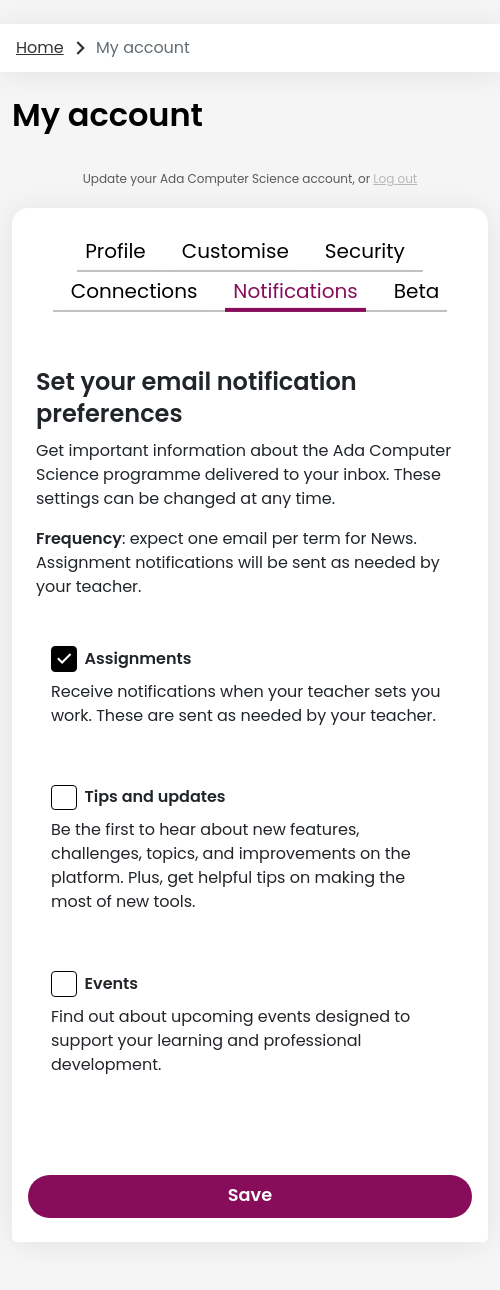 Home > My account
My account
Update your Ada Computer Science account, or Log out
Profile Customise Security
Connections Notifications Beta
Set your email notification
preferences
Get important information about the Ada Computer
Science programme delivered to your inbox. These
settings can be changed at any time.
Frequency: expect one email per term for News.
Assignment notifications will be sent as needed by
your teacher.
Assignments
Receive notifications when your teacher sets you
work. These are sent as needed by your teacher.
Tips and updates
Be the first to hear about new features,
challenges, topics, and improvements on the
platform. Plus, get helpful tips on making the
most of new tools.
Events
Find out about upcoming events designed to
support your learning and professional
development.
Save